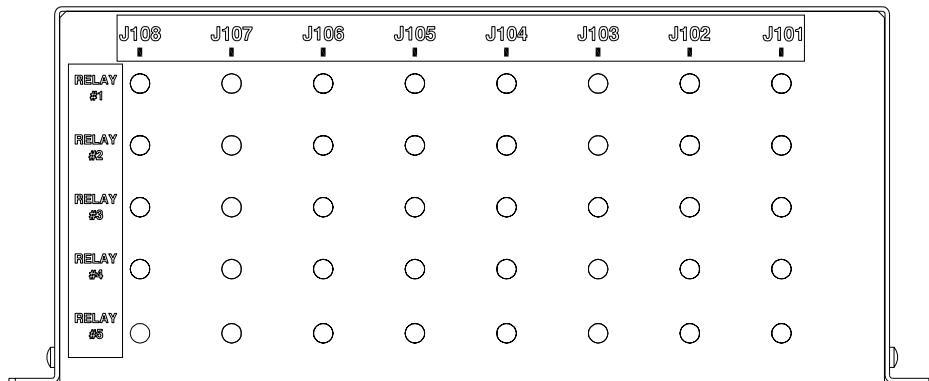 J108 J107 J106 J105 J104 J103 J102 J101
RELAY
#1
RELAY
#2
RELAY
#3
RELAY
#4
RELAY
#5